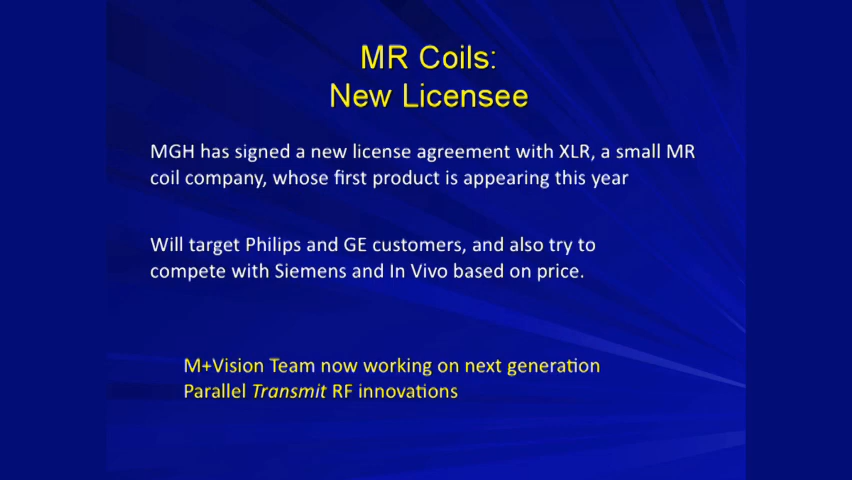 MR Coils:
New Licensee
MGH has signed a new license agreement with XLR, a small MR
coil company, whose first product is appearing this year
Will target Philips and GE customers, and also try to
compete with Siemens and In Vivo based on price.
M+Vision Team now working on next generation
Parallel Transmit RF innovations